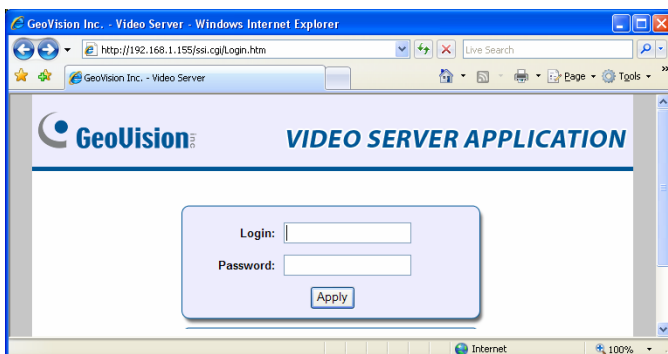 GeoVision Inc. - Video Server - Windows Internet Explorer
http://192.168.1.155/ssi.cgi/Login.htm
Live Search
GeoVision Inc. - Video Server
Page
Tools
»
GeoVision Inc
VIDEO SERVER APPLICATION
Login:
Password:
Apply
Internet
100%